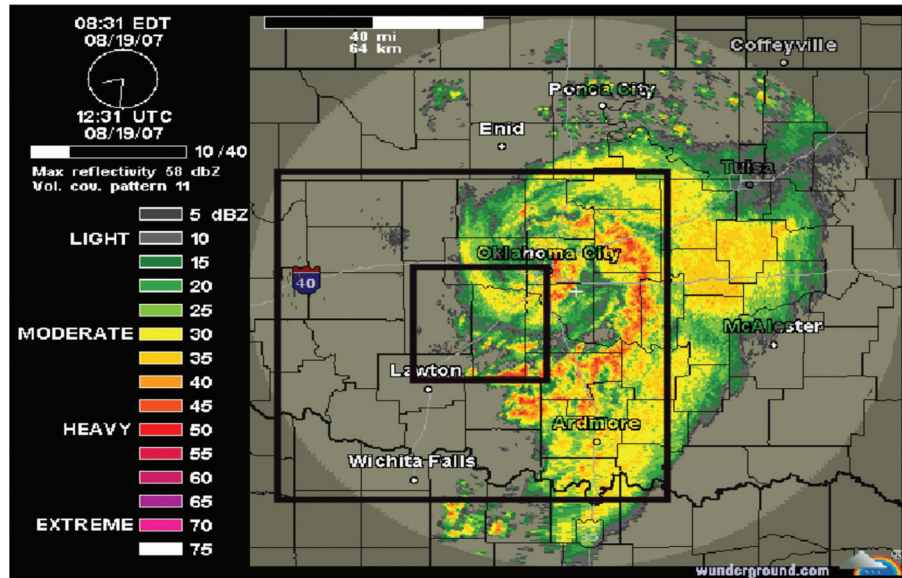 08:31 EDT
08/19/07
12:31 UTC
08/19/07
10 /40
Max reflectivity 58 dbZ
Vol. cov. pattern 11
5 dBZ
LIGHT 10
15
20
25
MODERATE 30
35
40
45
HEAVY 50
55
60
65
EXTREME 70
75
40 mi
64 km
Coffeyville
Ponca City
Enid
Tulsa
Oklahoma City
40
McAlester
Lawton
Ardmore
Wichita Falls
wunderground.com